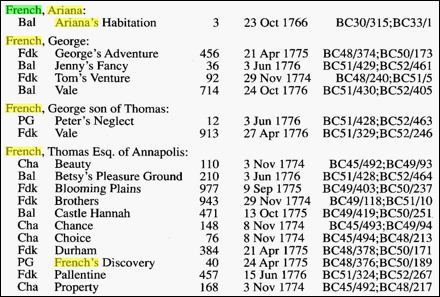 French, Ariana:
Bal Ariana's Habitation 3 23 Oct 1766 BC30/315;BC33/1
French, George:
Fdk George's Adventure 456 21 Apr 1775 BC48/374;BC50/173
Bal Jenny's Fancy 36 3 Jun 1776 BC51/429;BC52/461
Fdk Tom's Venture 92 29 Nov 1774 BC48/240;BC51/5
Bal Vale 714 24 Oct 1776 BC51/430;BC52/405
French, George son of Thomas:
PG Peter's Neglect 12 3 Jun 1776 BC51/428;BC52/463
Fdk Vale 913 27 Apr 1776 BC51/329;BC52/246
French, Thomas Esq. of Annapolis:
Cha Beauty 110 3 Nov 1774 BC45/492;BC49/93
Bal Betsy's Pleasure Ground 210 3 Jun 1776 BC51/428;BC52/464
Fdk Blooming Plains 977 9 Sep 1775 BC49/403;BC50/237
Fdk Brothers 943 29 Nov 1774 BC49/118;BC51/10
Bal Castle Hannah 471 13 Oct 1775 BC49/419;BC50/251
Cha Chance 148 8 Nov 1774 BC45/493;BC49/94
Cha Choice 76 8 Nov 1774 BC45/494;BC48/213
Fdk Durham 384 21 Apr 1775 BC48/378;BC50/171
PG French's Discovery 40 24 Apr 1775 BC48/376;BC50/189
Fdk Pallentine 457 15 Jun 1776 BC51/324;BC52/267
Cha Property 168 3 Nov 1774 BC45/492;BC48/217